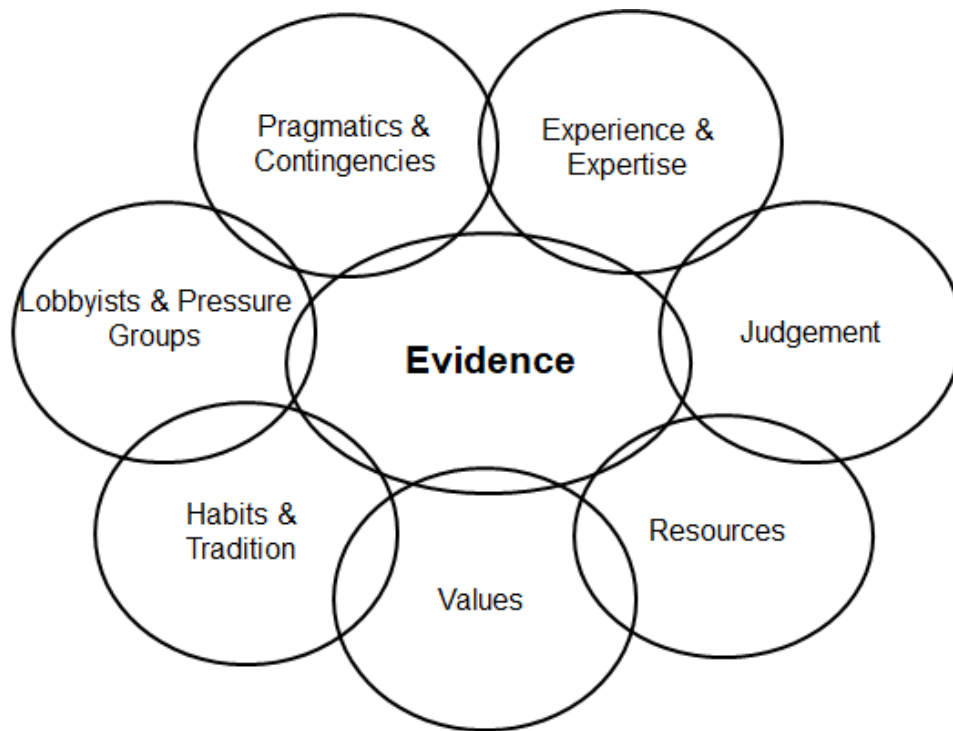 Pragmatics &
Contingencies
Experience &
Expertise
Lobbyists & Pressure
Groups
Evidence
Judgement
Habits &
Tradition
Values
Resources